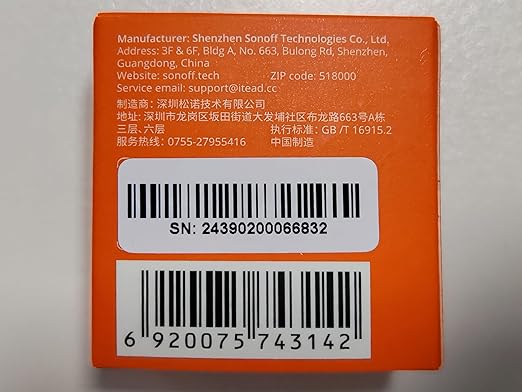 Manufacturer: Shenzhen Sonoff Technologies Co., Ltd.
Address: 3F & 6F, Bldg A, No. 663, Bulong Rd, Shenzhen,
Guangdong, China
Website: sonoff.tech ZIP code: 518000
Service email: support@itead.cc
制造商: 深圳松诺技术有限公司
地址: 深圳市龙岗区坂田街道大发埔社区布龙路663号A栋
三层、六层 执行标准: GB /T 16915.2
服务热线: 0755-27955416 中国制造
SN: 24390200066832
6 920075 743142